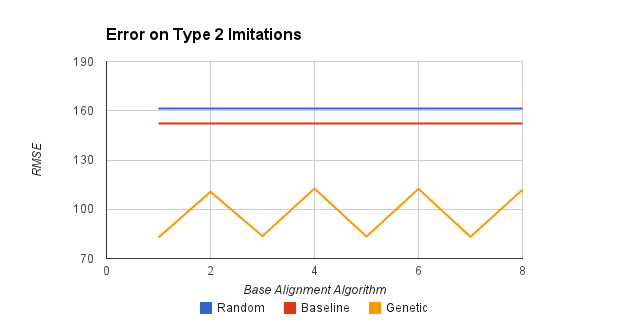 Error on Type 2 Imitations
190
160
130
100
70
RMSE
0 2 4 6 8
Base Alignment Algorithm
Random Baseline Genetic